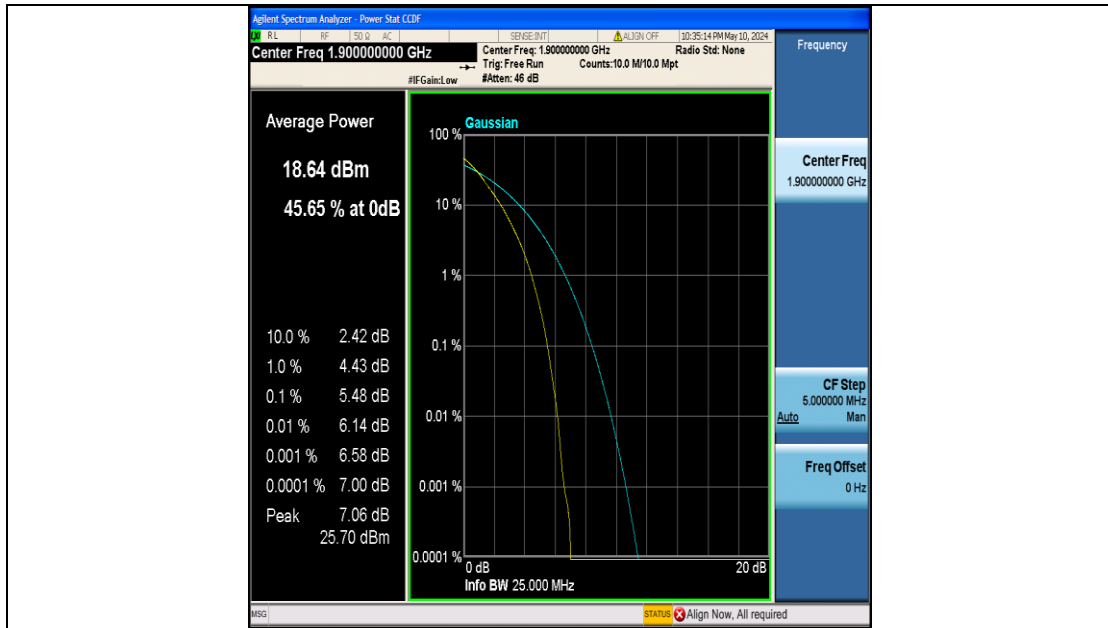 Agilent Spectrum Analyzer - Power Stat CCDF
RL RF 50 Ω AC SENSE:INT ALIGN OFF 10:35:14 PM May 10, 2024
Center Freq 1.900000000 GHz
Center Freq: 1.900000000 GHz Radio Std: None
Trig: Free Run Counts:10.0 M/10.0 Mpt
#IFGain:Low #Atten: 46 dB
Frequency
Average Power
18.64 dBm
45.65 % at 0dB
10.0 % 2.42 dB
1.0 % 4.43 dB
0.1 % 5.48 dB
0.01 % 6.14 dB
0.001 % 6.58 dB
0.0001 % 7.00 dB
Peak 7.06 dB
25.70 dBm
Gaussian
100 %
10 %
1 %
0.1 %
0.01 %
0.001 %
0.0001 %
0 dB 20 dB
Info BW 25.000 MHz
Center Freq
1.900000000 GHz
CF Step
5.000000 MHz
Auto Man
Freq Offset
0 Hz
MSG STATUS Align Now, All required